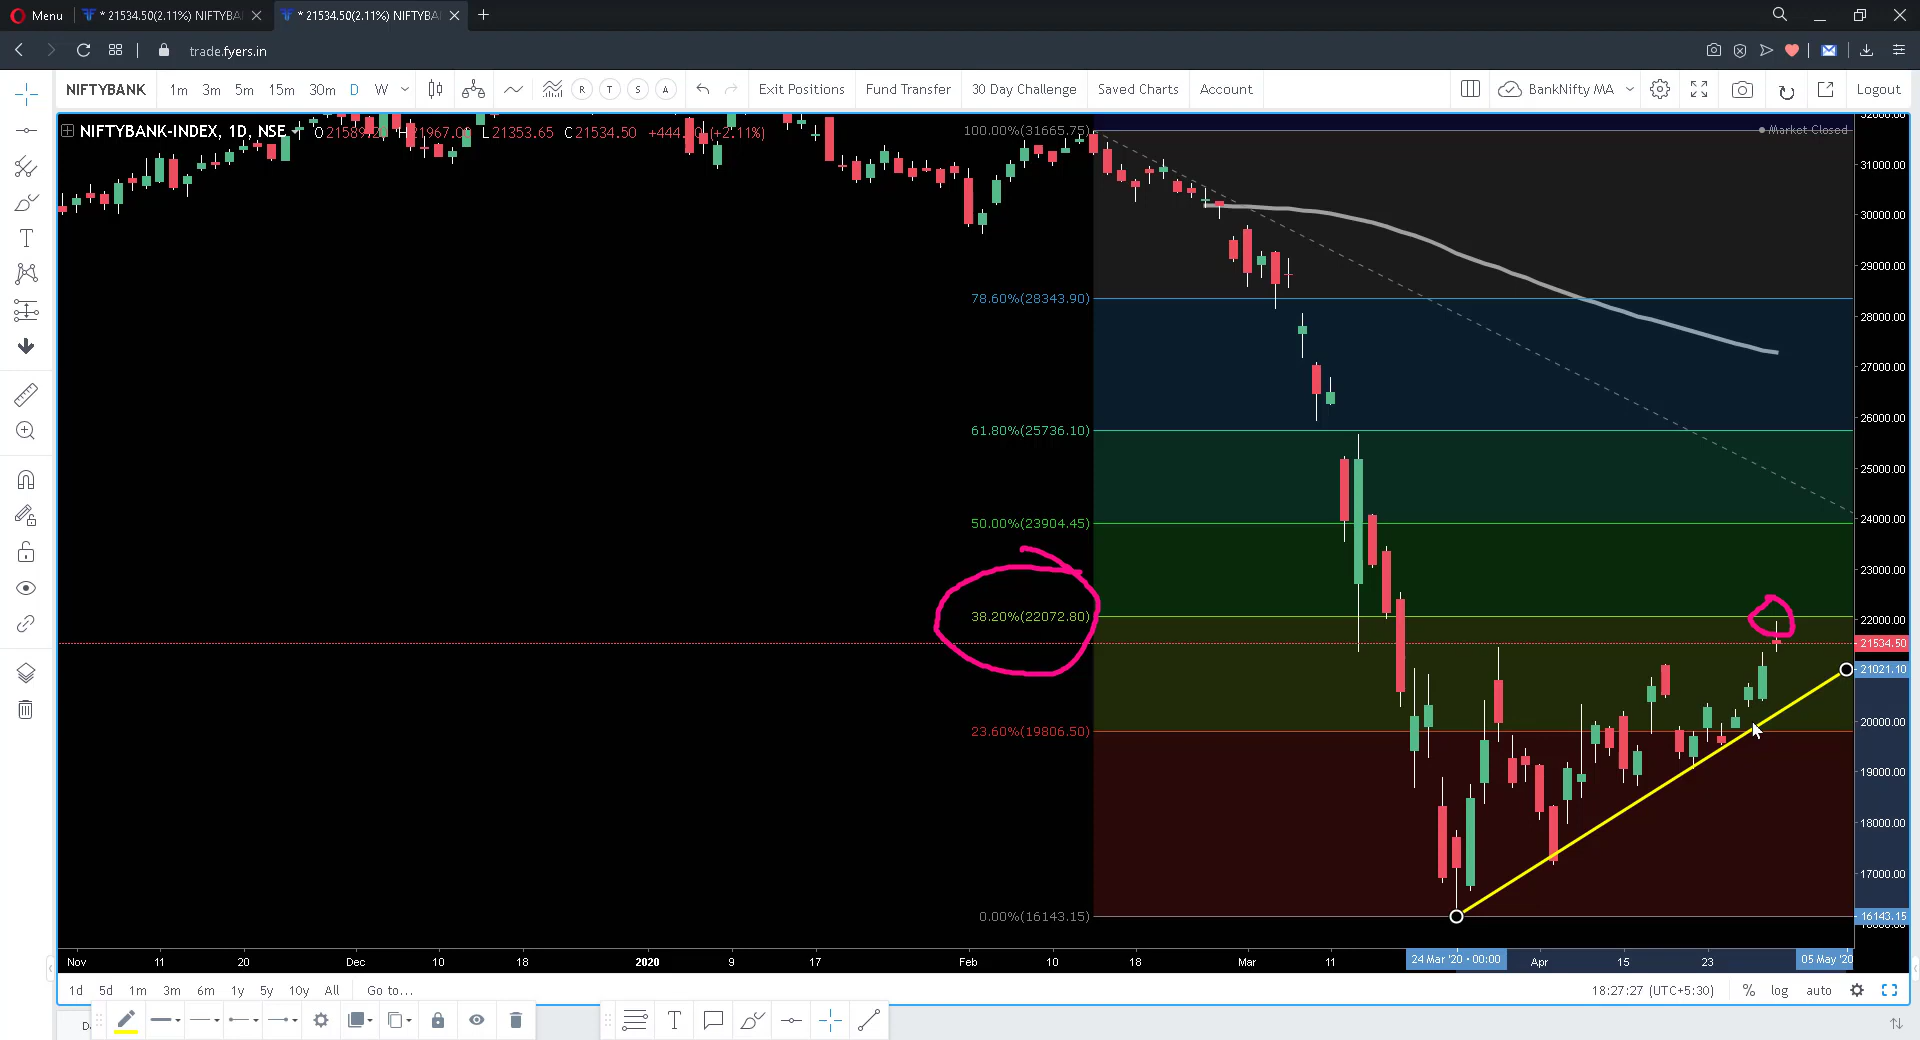 Menu
* 21534.50(2.11%) NIFTYBA
* 21534.50(2.11%) NIFTYBA
trade.fyers.in
NIFTYBANK 1m 3m 5m 15m 30m D W R T S A Exit Positions Fund Transfer 30 Day Challenge Saved Charts Account BankNifty MA Logout
NIFTYBANK-INDEX, 1D, NSE L21353.65 C21534.50 (+2.11%)
Market Closed
100.00%(31665.75)
78.60%(28343.90)
61.80%(25736.10)
50.00%(23904.45)
38.20%(22072.80)
23.60%(19806.50)
0.00%(16143.15)
31000.00
30000.00
29000.00
28000.00
27000.00
26000.00
25000.00
24000.00
23000.00
22000.00
21534.50
21021.10
20000.00
19000.00
18000.00
17000.00
16143.15
Nov 11 20 Dec 10 18 2020 9 17 Feb 10 18 Mar 11 24 Mar '20 - 00:00 Apr 15 23 05 May '20
1d 5d 1m 3m 6m 1y 5y 10y All Go to... 18:27:27 (UTC+5:30) % log auto
T